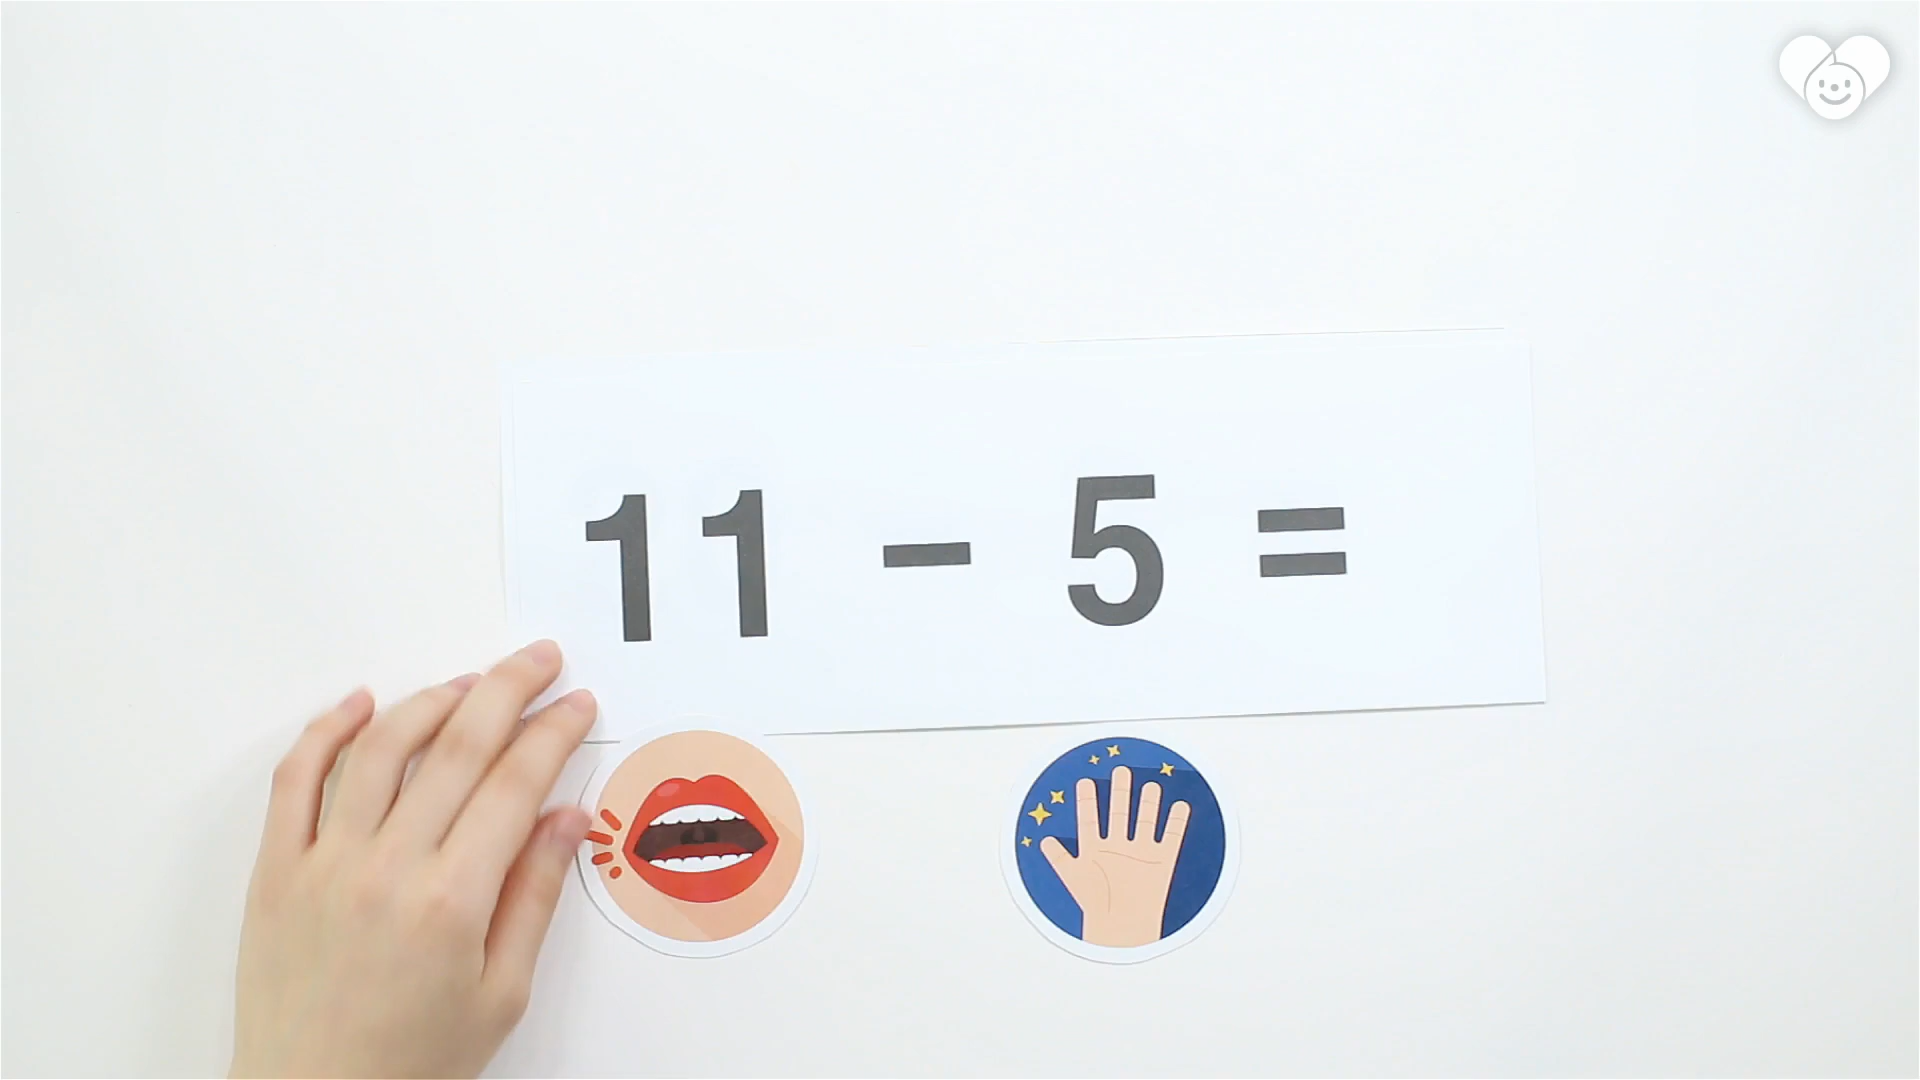 11 – 5 =